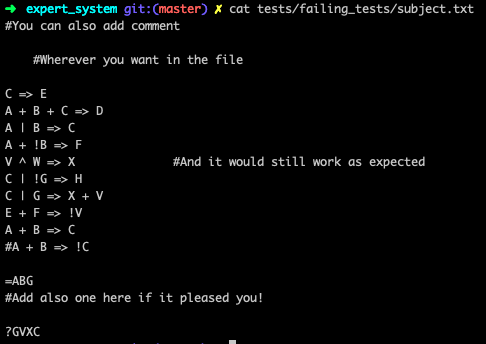 ➜ expert_system git:(master) ✗ cat tests/failing_tests/subject.txt
#You can also add comment
#Wherever you want in the file
C => E
A + B + C => D
A | B => C
A + !B => F
V ^ W => X #And it would still work as expected
C | !G => H
C | G => X + V
E + F => !V
A + B => C
#A + B => !C
=ABG
#Add also one here if it pleased you!
?GVXC